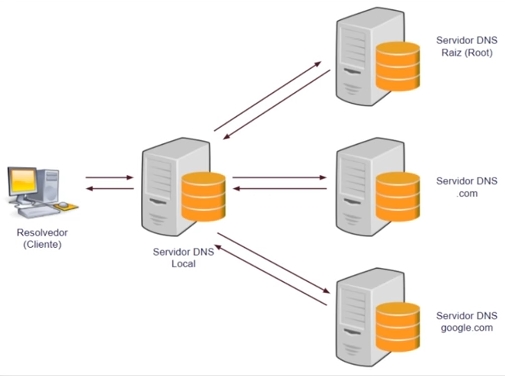 Servidor DNS
Raiz (Root)
Resolvedor
(Cliente)
Servidor DNS
Local
Servidor DNS
.com
Servidor DNS
google.com